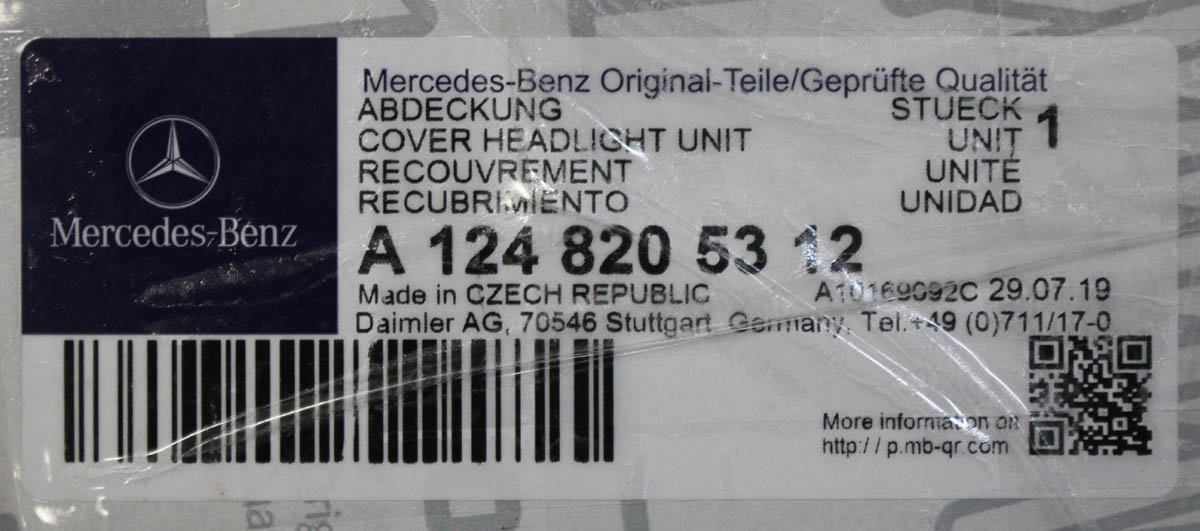 Mercedes-Benz
Mercedes-Benz Original-Teile/Geprüfte Qualität
ABDECKUNG STUECK 1
COVER HEADLIGHT UNIT UNIT
RECOUVREMENT UNITÉ
RECUBRIMIENTO UNIDAD
A 124 820 53 12
Made in CZECH REPUBLIC A10169092C 29.07.19
Daimler AG, 70546 Stuttgart, Germany, Tel.+49 (0)711/17-0
More information on
http:// p.mb-qr.com